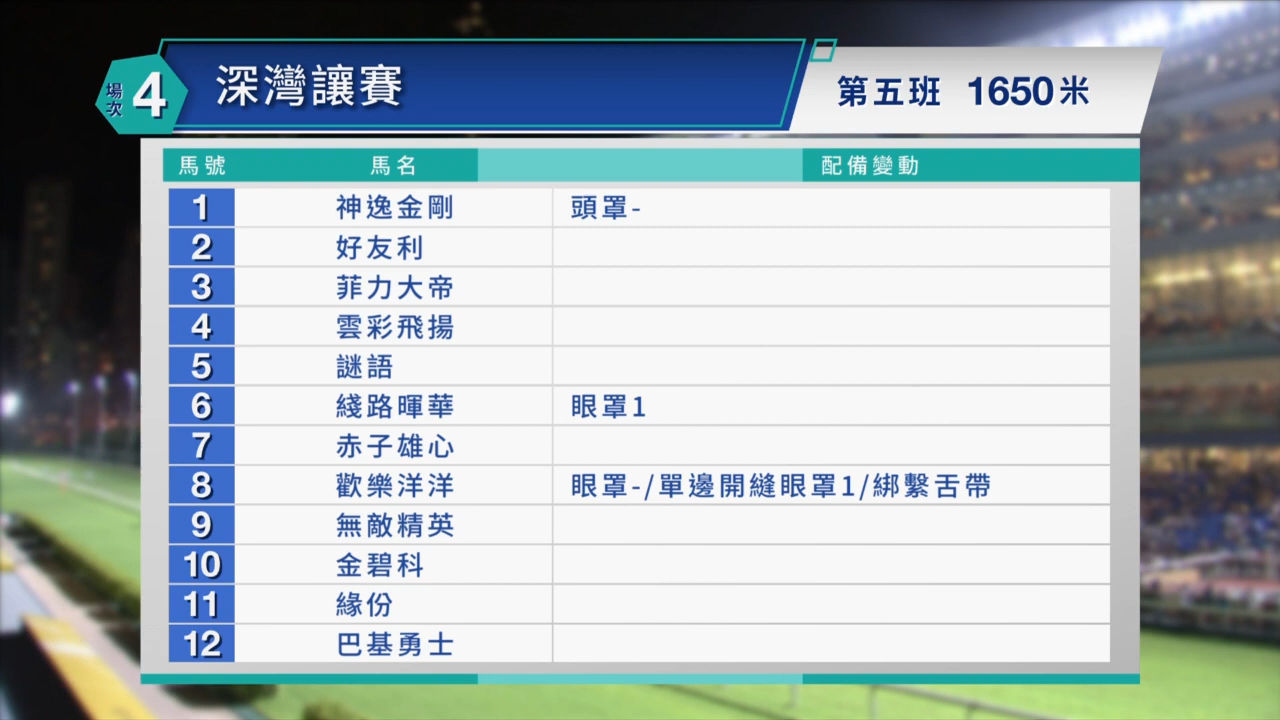 場次 4 深灣讓賽 第五班 1650米
馬號 馬名 配備變動
1 神逸金剛 頭罩-
2 好友利
3 菲力大帝
4 雲彩飛揚
5 謎語
6 綫路暉華 眼罩1
7 赤子雄心
8 歡樂洋洋 眼罩-/單邊開縫眼罩1/綁繫舌帶
9 無敵精英
10 金碧科
11 緣份
12 巴基勇士